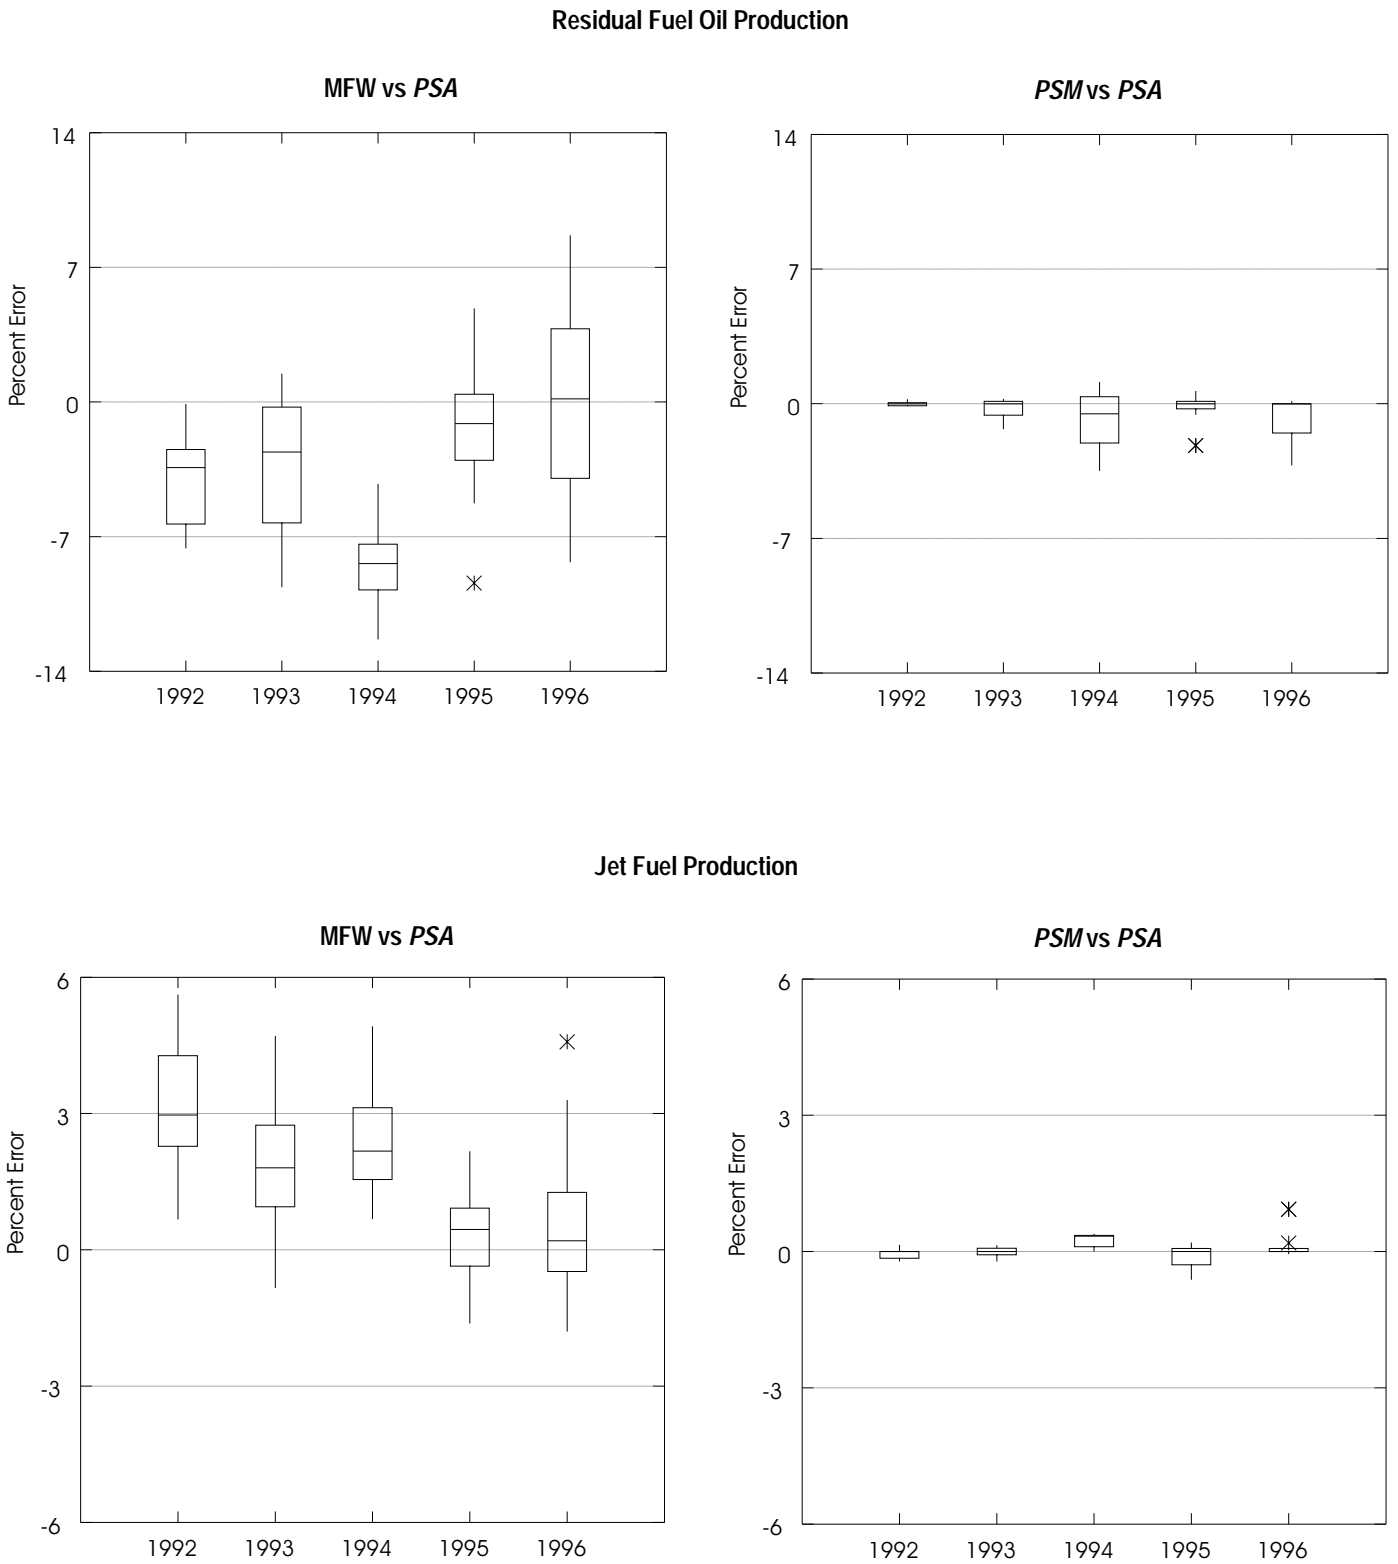 Residual Fuel Oil Production
MFW vs PSA
PSM vs PSA
14
7
0
-7
-14
Percent Error
1992 1993 1994 1995 1996
14
7
0
-7
-14
Percent Error
1992 1993 1994 1995 1996
Jet Fuel Production
MFW vs PSA
PSM vs PSA
6
3
0
-3
-6
Percent Error
1992 1993 1994 1995 1996
6
3
0
-3
-6
Percent Error
1992 1993 1994 1995 1996